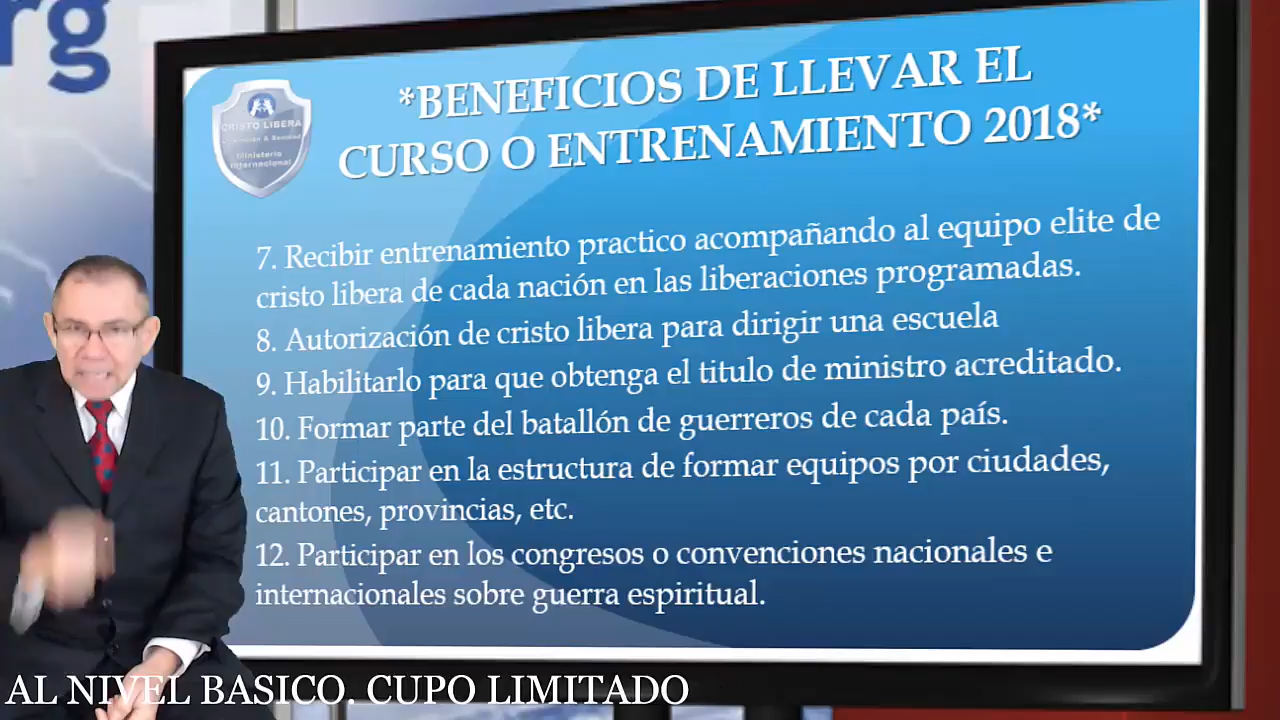 rg
*BENEFICIOS DE LLEVAR EL
CURSO O ENTRENAMIENTO 2018*
CRISTO LIBERA
Ministerio
Internacional
7. Recibir entrenamiento practico acompañando al equipo elite de
cristo libera de cada nación en las liberaciones programadas.
8. Autorización de cristo libera para dirigir una escuela
9. Habilitarlo para que obtenga el titulo de ministro acreditado.
10. Formar parte del batallón de guerreros de cada país.
11. Participar en la estructura de formar equipos por ciudades,
cantones, provincias, etc.
12. Participar en los congresos o convenciones nacionales e
internacionales sobre guerra espiritual.
AL NIVEL BASICO. CUPO LIMITADO